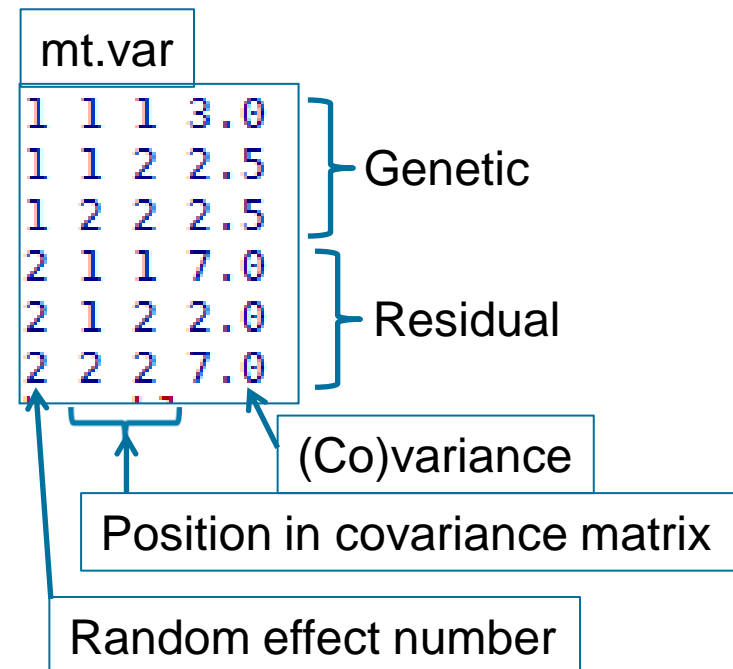 mt.var
1 1 1 3.0
1 1 2 2.5
1 2 2 2.5
Genetic
2 1 1 7.0
2 1 2 2.0
2 2 2 7.0
Residual
(Co)variance
Position in covariance matrix
Random effect number